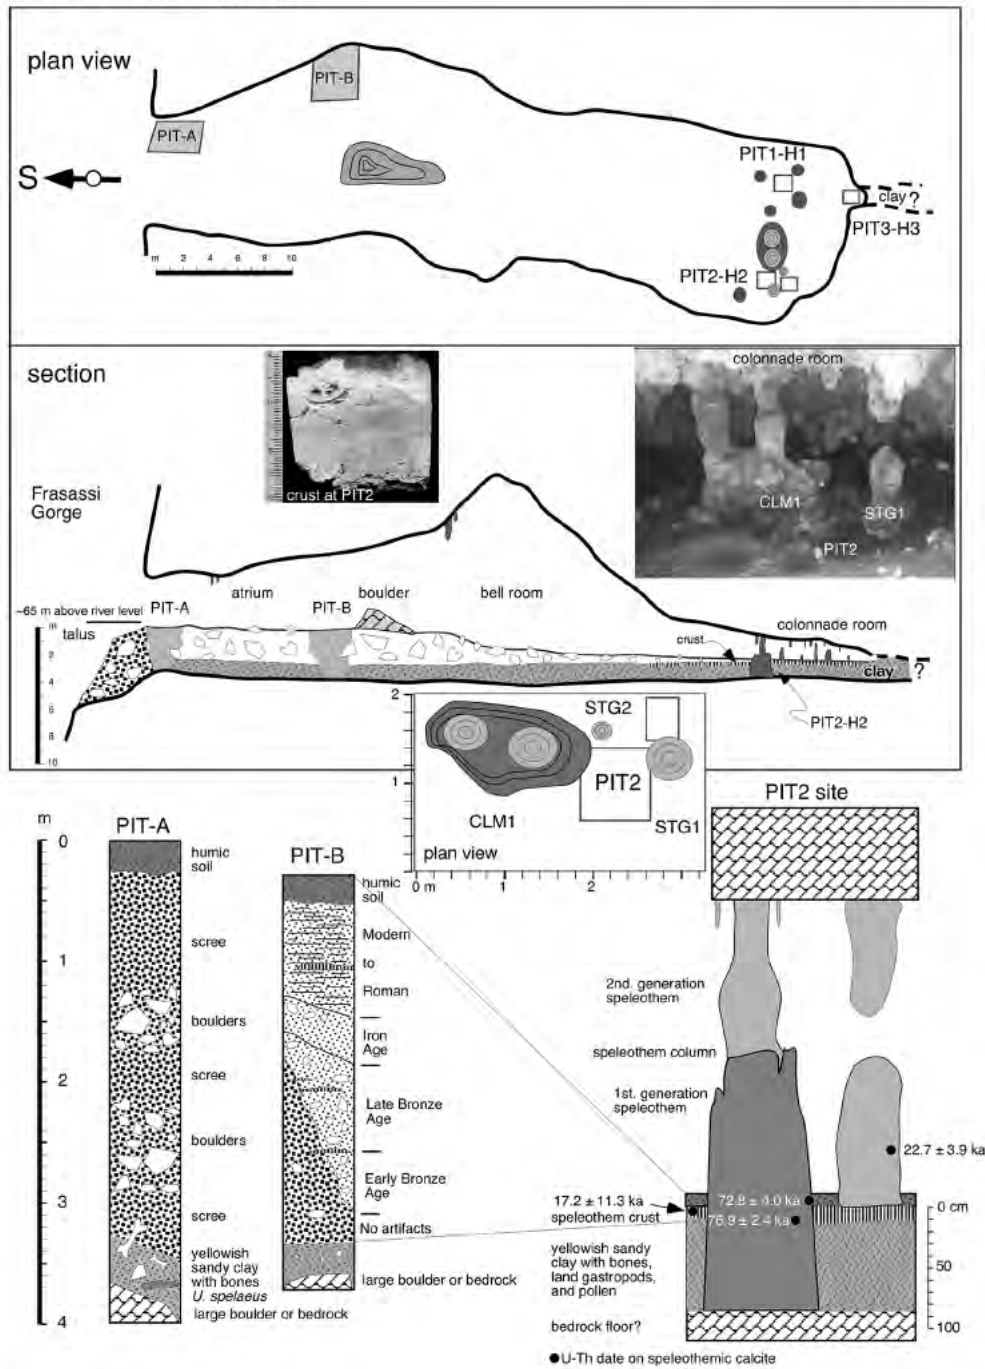 plan view
PIT-B
PIT-A
S
PIT1-H1
clay ?
PIT3-H3
PIT2-H2
m 2 4 6 8 10
section
colonnade room
crust at PIT2
CLM1
STG1
PIT2
Frasassi
Gorge
atrium
boulder
bell room
~65 m above river level
PIT-A
PIT-B
talus
colonnade room
crust
clay
?
m
2
4
6
8
10
PIT2-H2
2
STG2
PIT2
1
CLM1
STG1
plan view
0 m
1
2
PIT2 site
m
0
PIT-A
humic
soil
scree
1
boulders
scree
2
boulders
3
scree
yellowish
sandy clay
with bones
U. spelaeus
large boulder or bedrock
4
PIT-B
humic
soil
Modern
to
Roman
Iron
Age
Late Bronze
Age
Early Bronze
Age
No artifacts
large boulder or bedrock
2nd. generation
speleothem
speleothem column
1st. generation
speleothem
22.7 ± 3.9 ka
17.2 ± 11.3 ka
speleothem crust
72.8 ± 4.0 ka
76.9 ± 2.4 ka
0 cm
yellowish sandy
clay with bones,
land gastropods,
and pollen
50
bedrock floor?
100
● U-Th date on speleothemic calcite